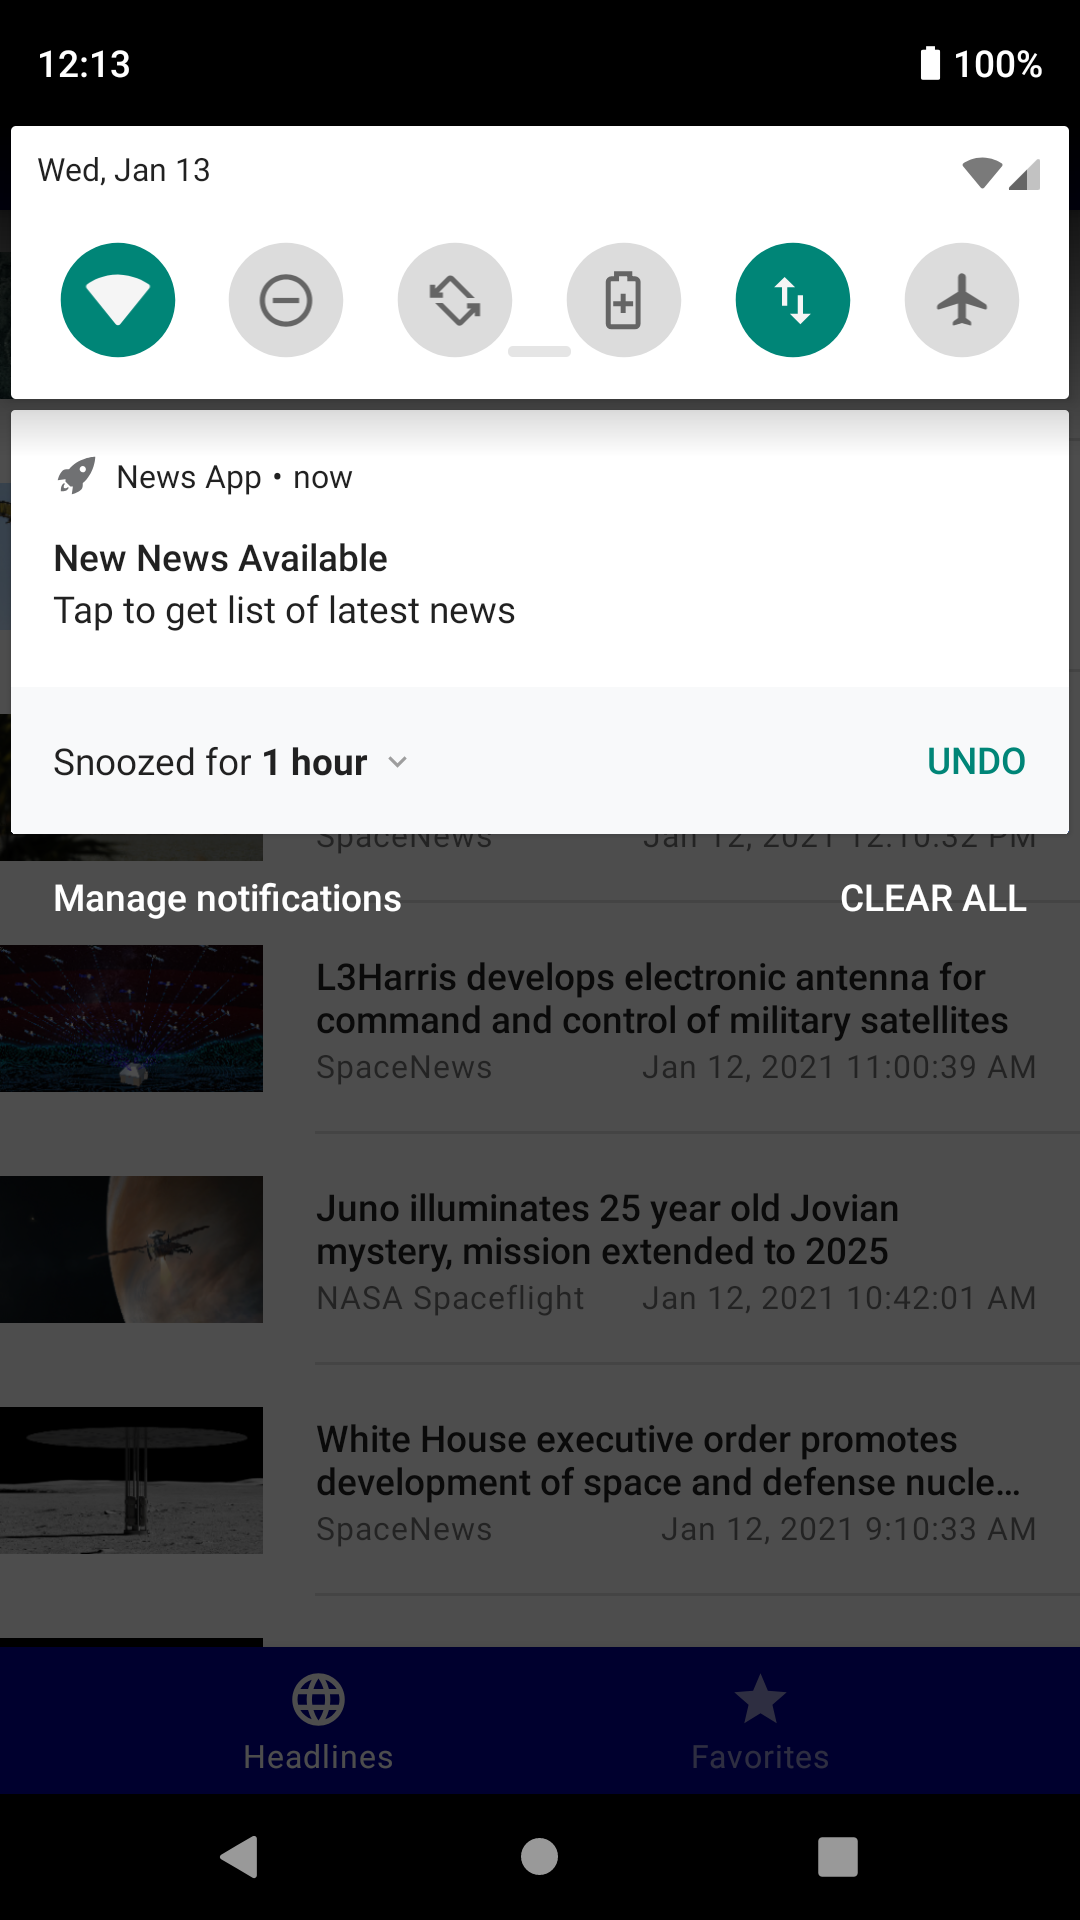 12:13
100%
Wed, Jan 13
News App • now
New News Available
Tap to get list of latest news
Snoozed for 1 hour
UNDO
SpaceNews
Jan 12, 2021 12:10:32 PM
Manage notifications
CLEAR ALL
L3Harris develops electronic antenna for
command and control of military satellites
SpaceNews
Jan 12, 2021 11:00:39 AM
Juno illuminates 25 year old Jovian
mystery, mission extended to 2025
NASA Spaceflight
Jan 12, 2021 10:42:01 AM
White House executive order promotes
development of space and defense nucle…
SpaceNews
Jan 12, 2021 9:10:33 AM
Headlines
Favorites